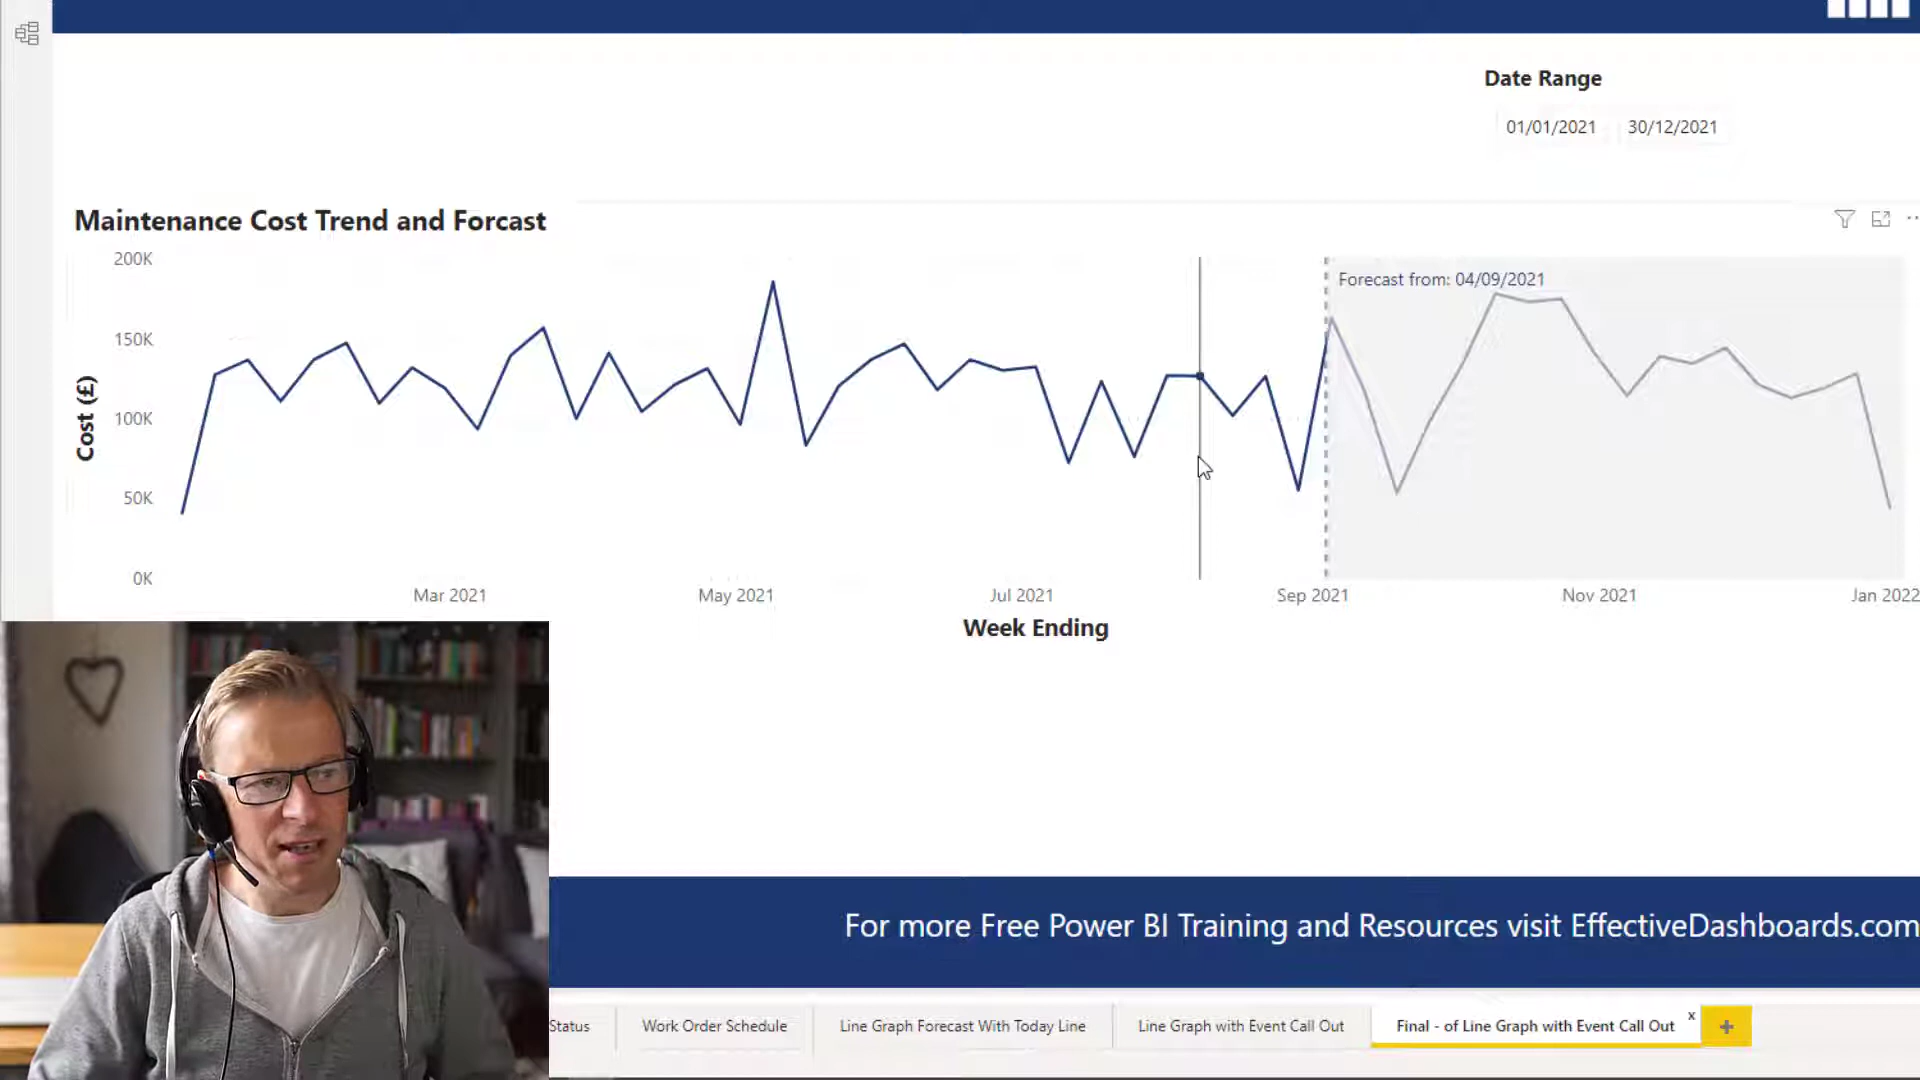 Date Range
01/01/2021 30/12/2021
Maintenance Cost Trend and Forcast
200K
150K
100K
50K
0K
Cost (£)
Forecast from: 04/09/2021
Mar 2021 May 2021 Jul 2021 Sep 2021 Nov 2021 Jan 2022
Week Ending
For more Free Power BI Training and Resources visit EffectiveDashboards.com
Status Work Order Schedule Line Graph Forecast With Today Line Line Graph with Event Call Out Final - of Line Graph with Event Call Out x +